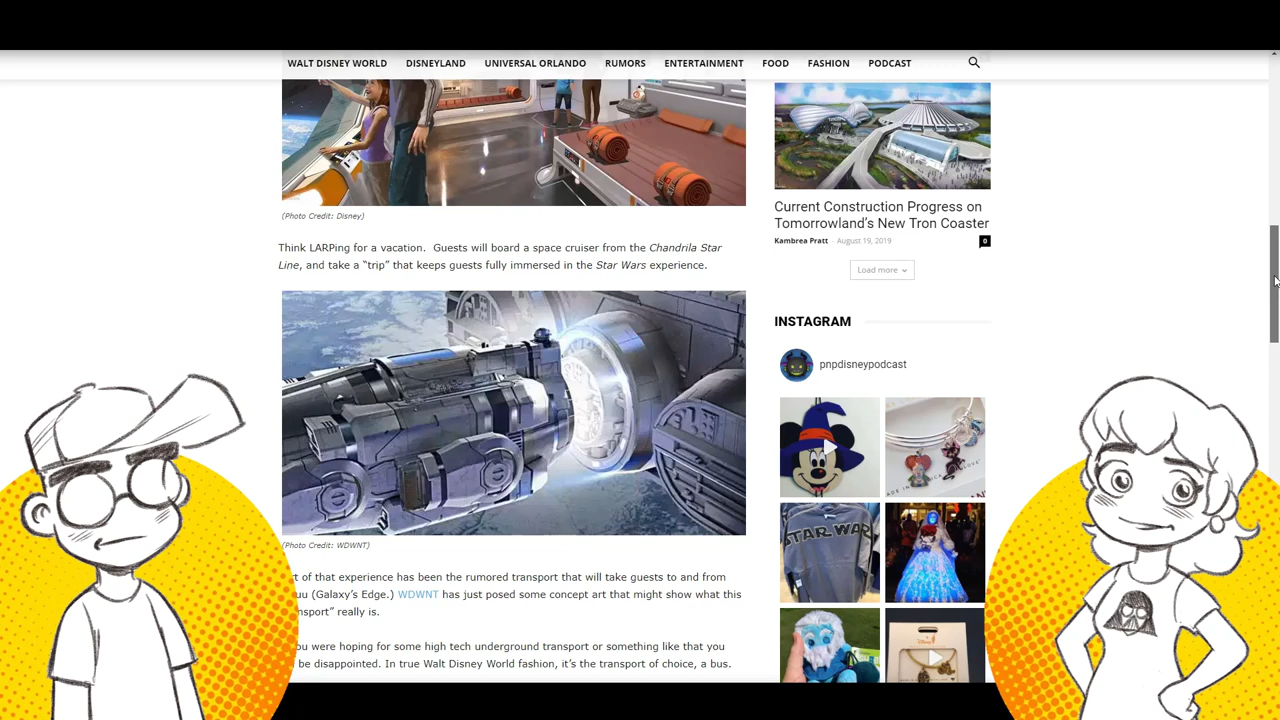 WALT DISNEY WORLD DISNEYLAND UNIVERSAL ORLANDO RUMORS ENTERTAINMENT FOOD FASHION PODCAST
(Photo Credit: Disney)
Think LARPing for a vacation. Guests will board a space cruiser from the Chandrila Star
Line, and take a “trip” that keeps guests fully immersed in the Star Wars experience.
(Photo Credit: WDWNT)
of that experience has been the rumored transport that will take guests to and from
(Galaxy’s Edge.) WDWNT has just posed some concept art that might show what this
really is.
were hoping for some high tech underground transport or something like that you
be disappointed. In true Walt Disney World fashion, it’s the transport of choice, a bus.
Current Construction Progress on
Tomorrowland’s New Tron Coaster
Kambrea Pratt - August 19, 2019 0
Load more
INSTAGRAM
pnpdisneypodcast
MADE IN
STAR WAR